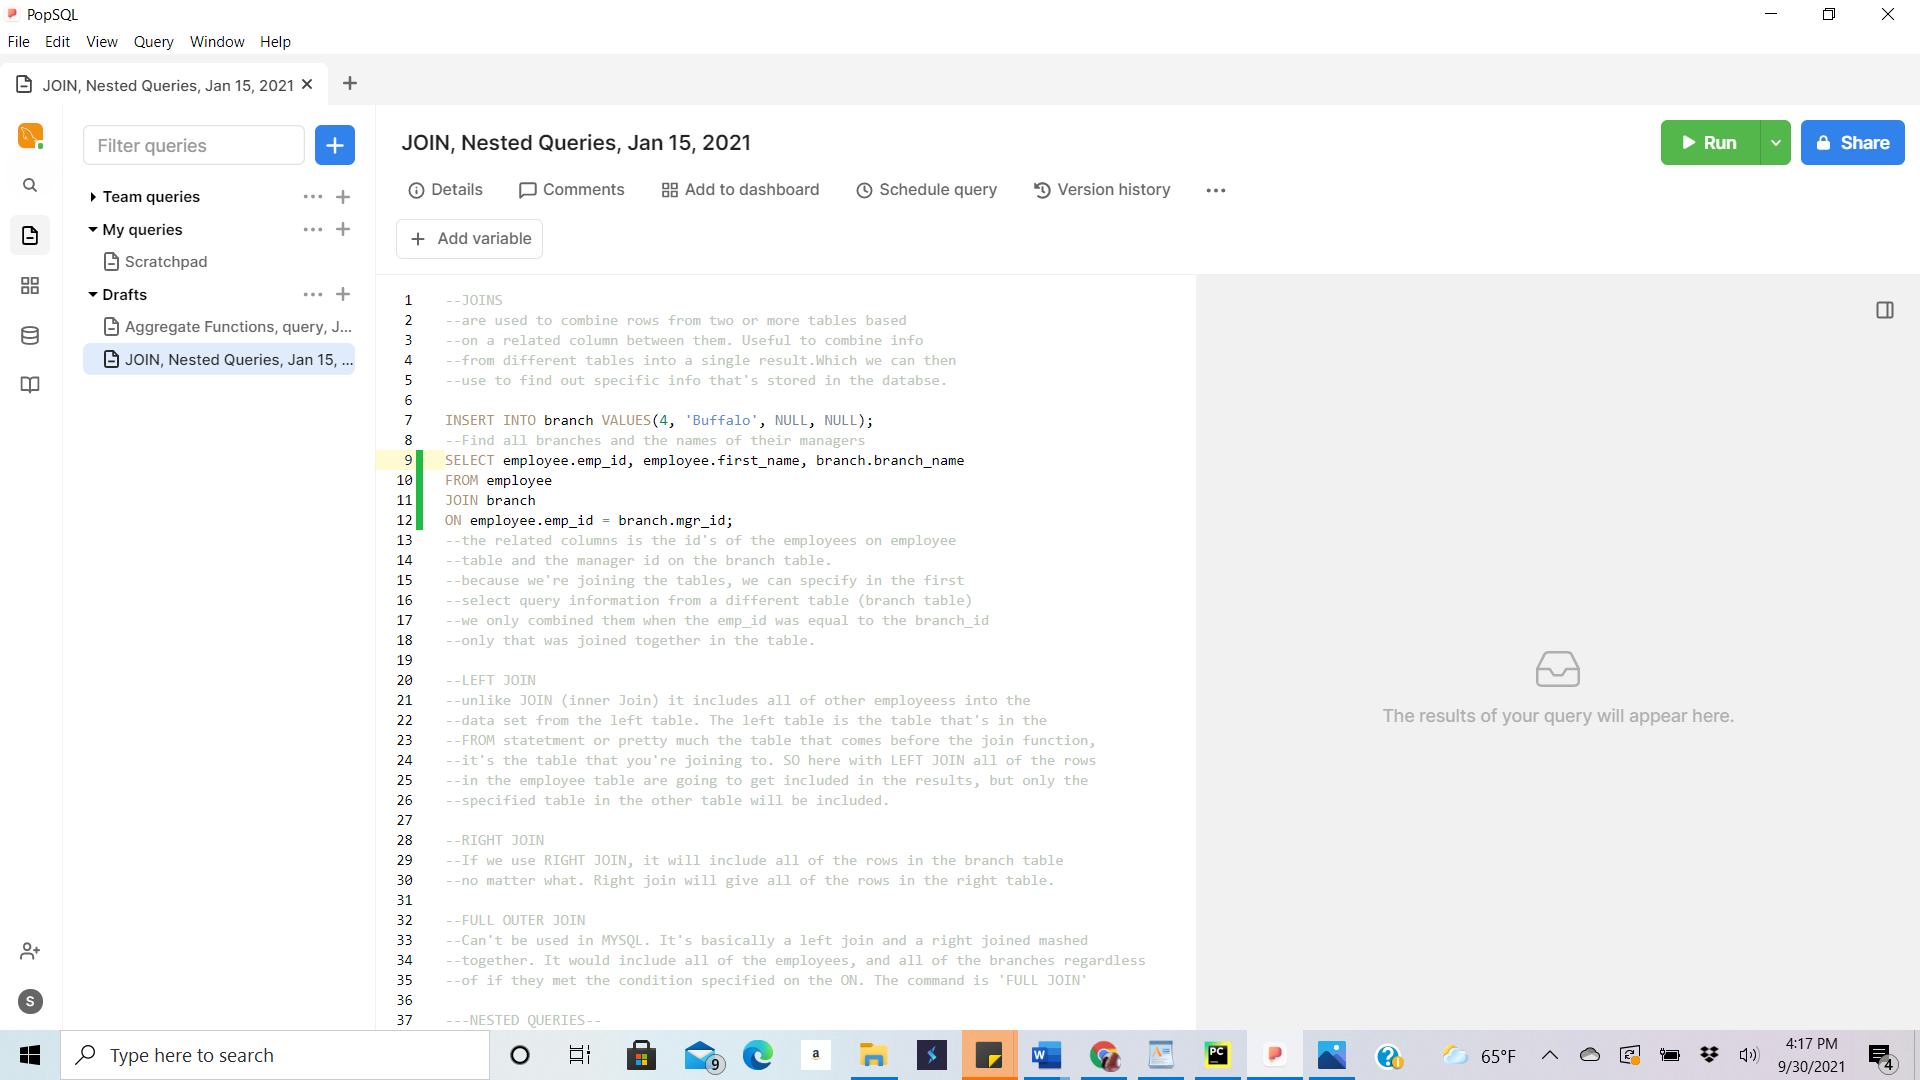 PopSQL
File Edit View Query Window Help
JOIN, Nested Queries, Jan 15, 2021
Filter queries
Team queries
My queries
Scratchpad
Drafts
Aggregate Functions, query, J...
JOIN, Nested Queries, Jan 15, ...
S
JOIN, Nested Queries, Jan 15, 2021
Run
Share
Details Comments Add to dashboard Schedule query Version history
Add variable
1 --JOINS
2 --are used to combine rows from two or more tables based
3 --on a related column between them. Useful to combine info
4 --from different tables into a single result.Which we can then
5 --use to find out specific info that's stored in the databse.
6
7 INSERT INTO branch VALUES(4, 'Buffalo', NULL, NULL);
8 --Find all branches and the names of their managers
9 SELECT employee.emp_id, employee.first_name, branch.branch_name
10 FROM employee
11 JOIN branch
12 ON employee.emp_id = branch.mgr_id;
13 --the related columns is the id's of the employees on employee
14 --table and the manager id on the branch table.
15 --because we're joining the tables, we can specify in the first
16 --select query information from a different table (branch table)
17 --we only combined them when the emp_id was equal to the branch_id
18 --only that was joined together in the table.
19
20 --LEFT JOIN
21 --unlike JOIN (inner Join) it includes all of other employeess into the
22 --data set from the left table. The left table is the table that's in the
23 --FROM statetment or pretty much the table that comes before the join function,
24 --it's the table that you're joining to. SO here with LEFT JOIN all of the rows
25 --in the employee table are going to get included in the results, but only the
26 --specified table in the other table will be included.
27
28 --RIGHT JOIN
29 --If we use RIGHT JOIN, it will include all of the rows in the branch table
30 --no matter what. Right join will give all of the rows in the right table.
31
32 --FULL OUTER JOIN
33 --Can't be used in MYSQL. It's basically a left join and a right joined mashed
34 --together. It would include all of the employees, and all of the branches regardless
35 --of if they met the condition specified on the ON. The command is 'FULL JOIN'
36
37 ---NESTED QUERIES--
The results of your query will appear here.
Type here to search
9
a
W
PC
65°F
4:17 PM
9/30/2021
4